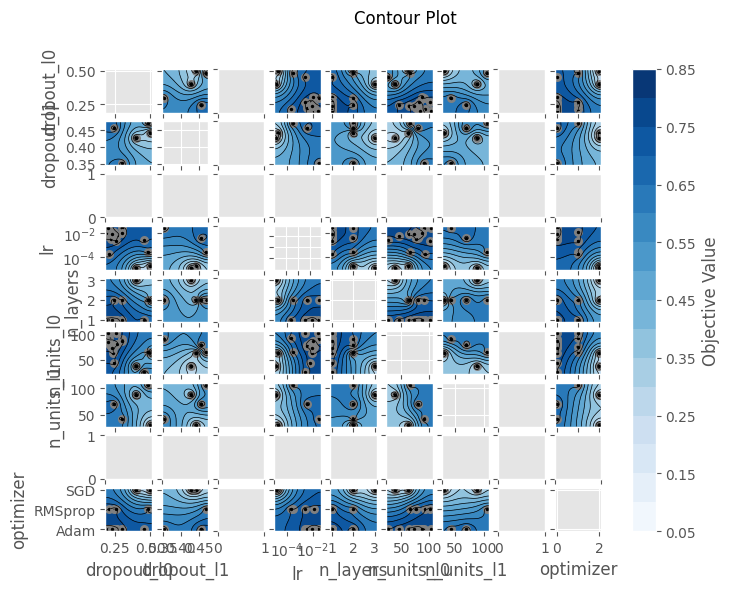 Contour Plot
dropout_l0
0.50
0.25
0.45
0.40
0.35
1
0
lr
10⁻²
10⁻⁴
3
2
1
100
50
n_units_l1
100
50
1
0
optimizer
SGD
RMSprop
Adam
0.25
0.45
1
10⁻⁴
10⁻²
1
2
3
50
100
50
100
0
1
0
2
dropout_l0
dropout_l1
lr
n_layers
n_units_l0
n_units_l1
optimizer
0.85
0.75
0.65
0.55
0.45
0.35
0.25
0.15
0.05
Objective Value